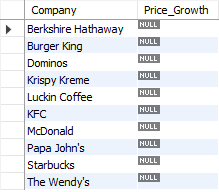 Company Price_Growth
Berkshire Hathaway NULL
Burger King NULL
Dominos NULL
Krispy Kreme NULL
Luckin Coffee NULL
KFC NULL
McDonald NULL
Papa John's NULL
Starbucks NULL
The Wendy's NULL